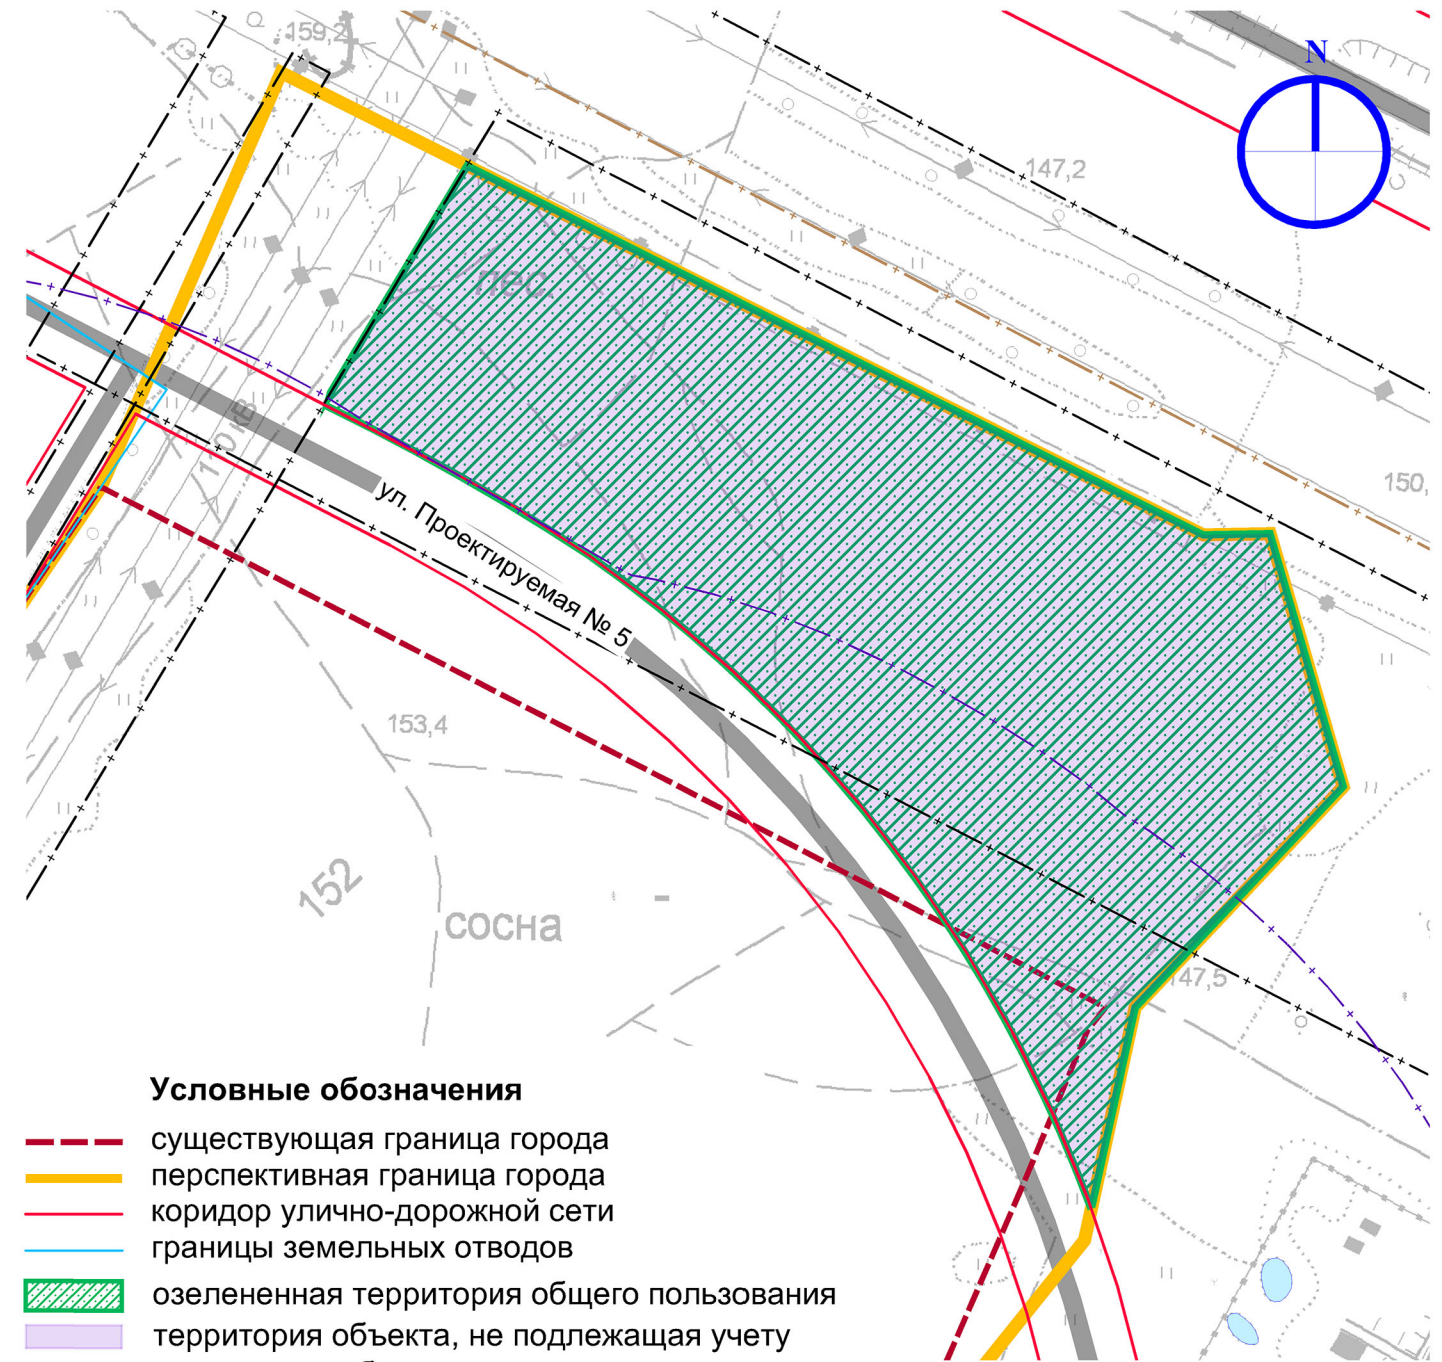 159,2
N
147,2
лес.
110 кВ
150,
ул. Проектируемая № 5
153,4
152
сосна
147,5
Условные обозначения
существующая граница города
перспективная граница города
коридор улично-дорожной сети
границы земельных отводов
озелененная территория общего пользования
территория объекта, не подлежащая учету